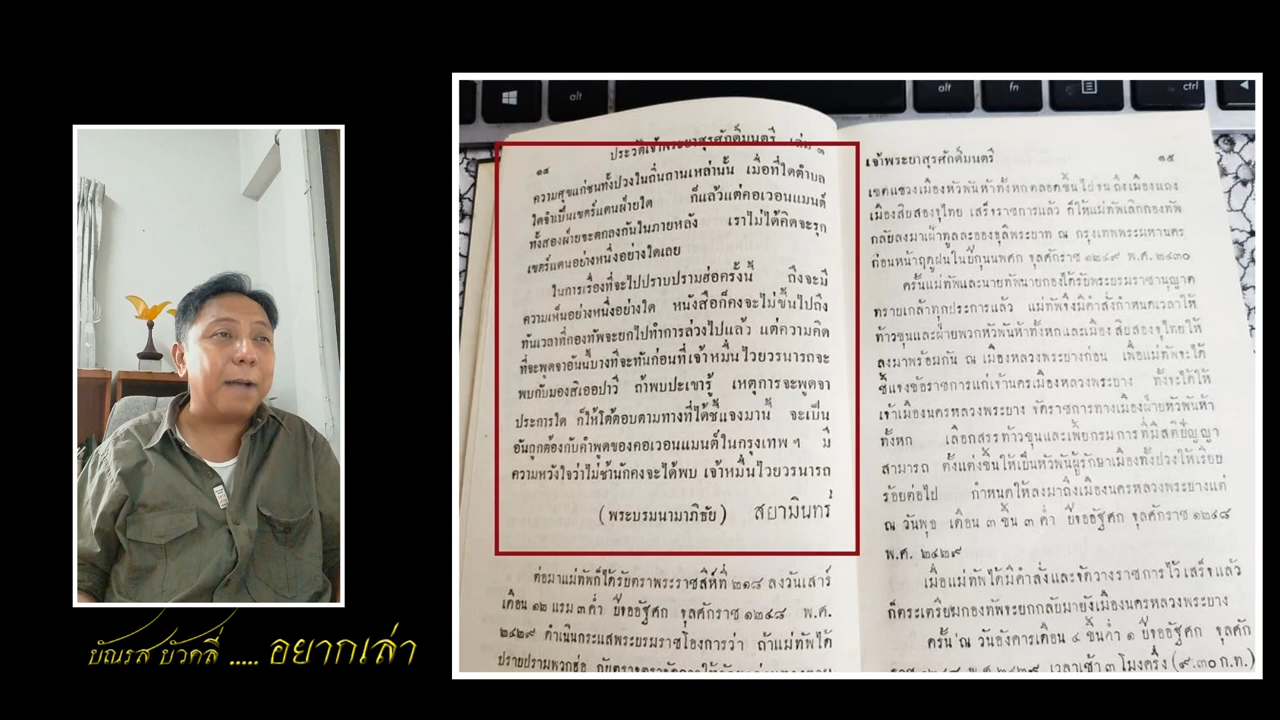 alt
alt
fn
ctrl
ประวัติเจ้าพระยาสุรศักดิ์มนตรี เล่ม ๓
๑๔
ความศุขแก่ชนทั้งปวงในถิ่นถานเหล่านั้น เมื่อที่ใดตำบล
ใดจำเป็นเขตร์แดนฝ่ายใด ก็แล้วแต่คอเวอนแมนต์
ทั้งสองฝ่ายจะตกลงกันในภายหลัง เราไม่ได้คิดจะรุก
เขตร์แดนอย่างหนึ่งอย่างใดเลย
ในการเรื่องที่จะไปปราบปรามฮ่อครั้งนี้ ถึงจะมี
ความเห็นอย่างหนึ่งอย่างใด หนังสือก็คงจะไม่ขึ้นไปถึง
ทันเวลาที่กองทัพจะยกไปทำการล่วงไปแล้ว แต่ความคิด
ที่จะพูดจาอันนี้บางทีจะทันก่อนที่เจ้าหมื่นไวยวรนารถจะ
พบกับมองสิเออปาวี ถ้าพบปะเขารู้ เหตุการจะพูดจา
ประการใด ก็ให้โต้ตอบตามทางที่ได้ชี้แจงมานี้ จะเป็น
อันถูกต้องกับคำพูดของคอเวอนแมนต์ในกรุงเทพฯ มี
ความหวังใจว่าไม่ช้านักคงจะได้พบ เจ้าหมื่นไวยวรนารถ
(พระบรมนามาภิธัย) สยามินทร์
ต่อมาแม่ทัพก็ได้รับตราพระราชสีห์ที่ ๒๑๘ ลงวันเสาร์
เดือน ๑๒ แรม ๓ ค่ำ ปีจออัฐศก จุลศักราช ๑๒๔๘ พ.ศ.
๒๔๒๙ ดำเนินกระแสพระบรมราชโองการว่า ถ้าแม่ทัพได้
ปราบปรามพวกฮ่อ
เจ้าพระยาสุรศักดิ์มนตรี ๑๕
เขตแขวงเมืองหัวพันห้าทั้งหกตลอดขึ้นไปจนถึงเมืองแถง
เมืองสิบสองจุไทย เสร็จราชการแล้ว ก็ให้แม่ทัพเลิกกองทัพ
กลับลงมาเฝ้าทูลละอองธุลิพระบาท ณ กรุงเทพพระมหานคร
ก่อนหน้าฤดูฝนในปีกุนนพศก จุลศักราช ๑๒๔๙ พ.ศ. ๒๔๓๐
ครั้นแม่ทัพและนายทัพนายกองได้รับพระบรมราชานุญาต
ทราบเกล้าทุกประการแล้ว แม่ทัพจึงมีคำสั่งกำหนดเวลาให้
ท้าวขุนและผู้ฝ่ายพวกหัวพันห้าทั้งหกและเมืองสิบสองจุไทยให้
ลงมาพร้อมกัน ณ เมืองหลวงพระบางก่อน เพื่อแม่ทัพจะได้
ชี้แจงข้อราชการแก่เจ้านครเมืองหลวงพระบาง ทั้งจะได้ให้
เจ้าเมืองนครหลวงพระบาง จัดราชการทางเมืองฝ่ายหัวพันห้า
ทั้งหก เลือกสรรท้าวขุนและเพี้ยกรมการที่มีสติปัญญา
สามารถ ตั้งแต่งขึ้นให้เป็นหัวพันผู้รักษาเมืองทั้งปวงให้เรียบ
ร้อยต่อไป กำหนดให้ลงมาถึงเมืองนครหลวงพระบางแต่
ณ วันพุธ เดือน ๓ ขึ้น ๓ ค่ำ ปีจออัฐศก จุลศักราช ๑๒๔๘
พ.ศ. ๒๔๒๙
เมื่อแม่ทัพได้มีคำสั่งและจัดวางราชการไว้เสร็จแล้ว
ก็ตระเตรียมกองทัพจะยกกลับมายังเมืองนครหลวงพระบาง
ครั้น ณ วันอังคารเดือน ๔ ขึ้นค่ำ ๑ ปีจออัฐศก จุลศัก
ราช ๑๒๔๘ พ.ศ. ๒๔๒๙ เวลาเช้า ๓ โมงครึ่ง (๙.๓๐ ก.ท.)
บัณรส บัวคลี่ ..... อยากเล่า